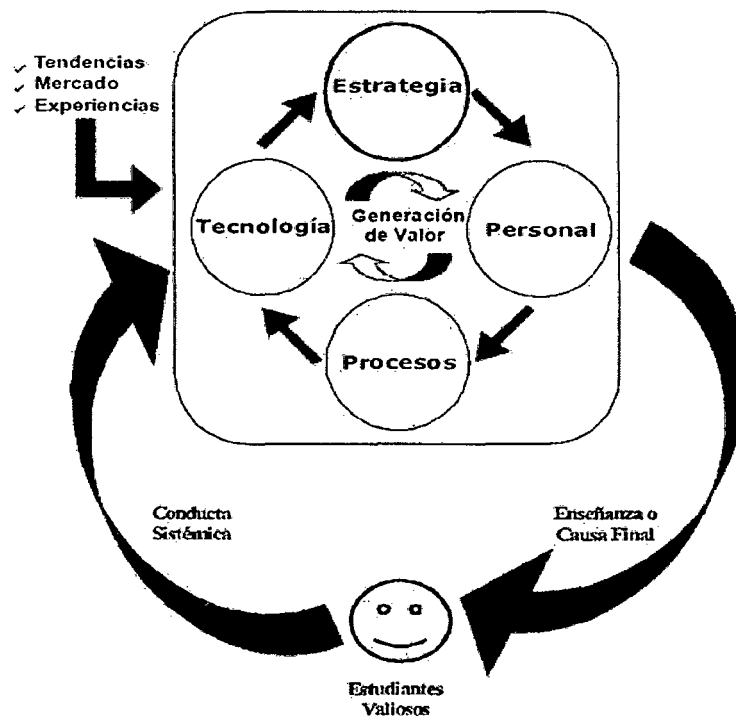 ✓ Tendencias
✓ Mercado
✓ Experiencias
Estrategia
Tecnología
Generación
de Valor
Personal
Procesos
Conducta
Sistémica
Enseñanza o
Causa Final
Estudiantes
Valiosos